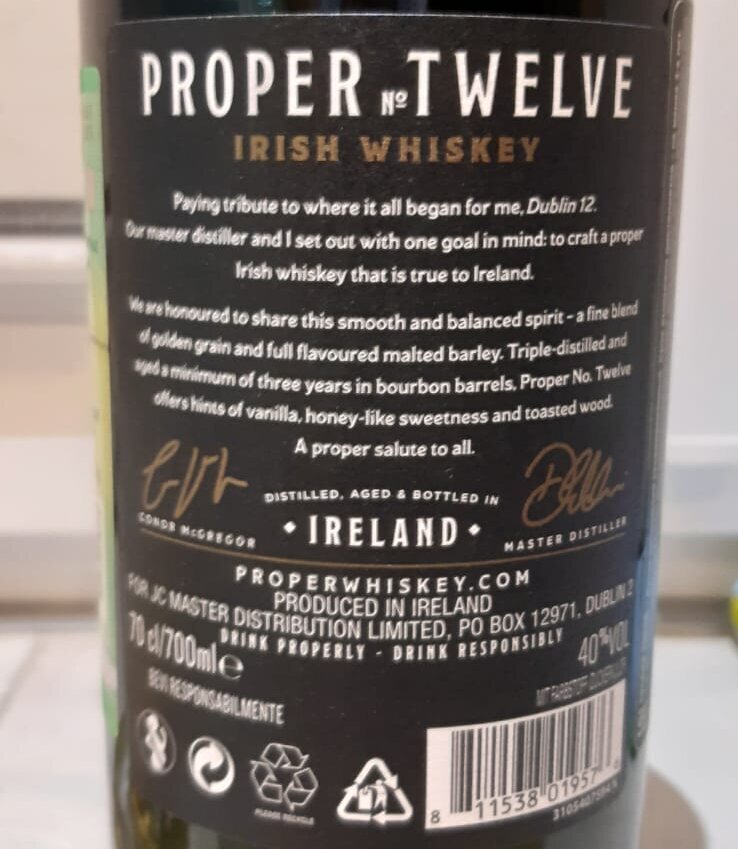 PROPER Nº TWELVE
IRISH WHISKEY
Paying tribute to where it all began for me, Dublin 12.
Our master distiller and I set out with one goal in mind: to craft a proper
Irish whiskey that is true to Ireland.
We are honoured to share this smooth and balanced spirit - a fine blend
of golden grain and full flavoured malted barley. Triple-distilled and
aged a minimum of three years in bourbon barrels, Proper No. Twelve
offers hints of vanilla, honey-like sweetness and toasted wood.
A proper salute to all.
DISTILLED, AGED & BOTTLED IN
IRELAND
CONOR McGREGOR
MASTER DISTILLER
PROPERWHISKEY.COM
PRODUCED IN IRELAND
FOR JC MASTER DISTRIBUTION LIMITED, PO BOX 12971, DUBLIN 2
DRINK PROPERLY - DRINK RESPONSIBLY
70 cl/700ml e
40%VOL
BEVI RESPONSABILMENTE
MIT FARBSTOFF
PLEASE RECYCLE
8 11538 01957